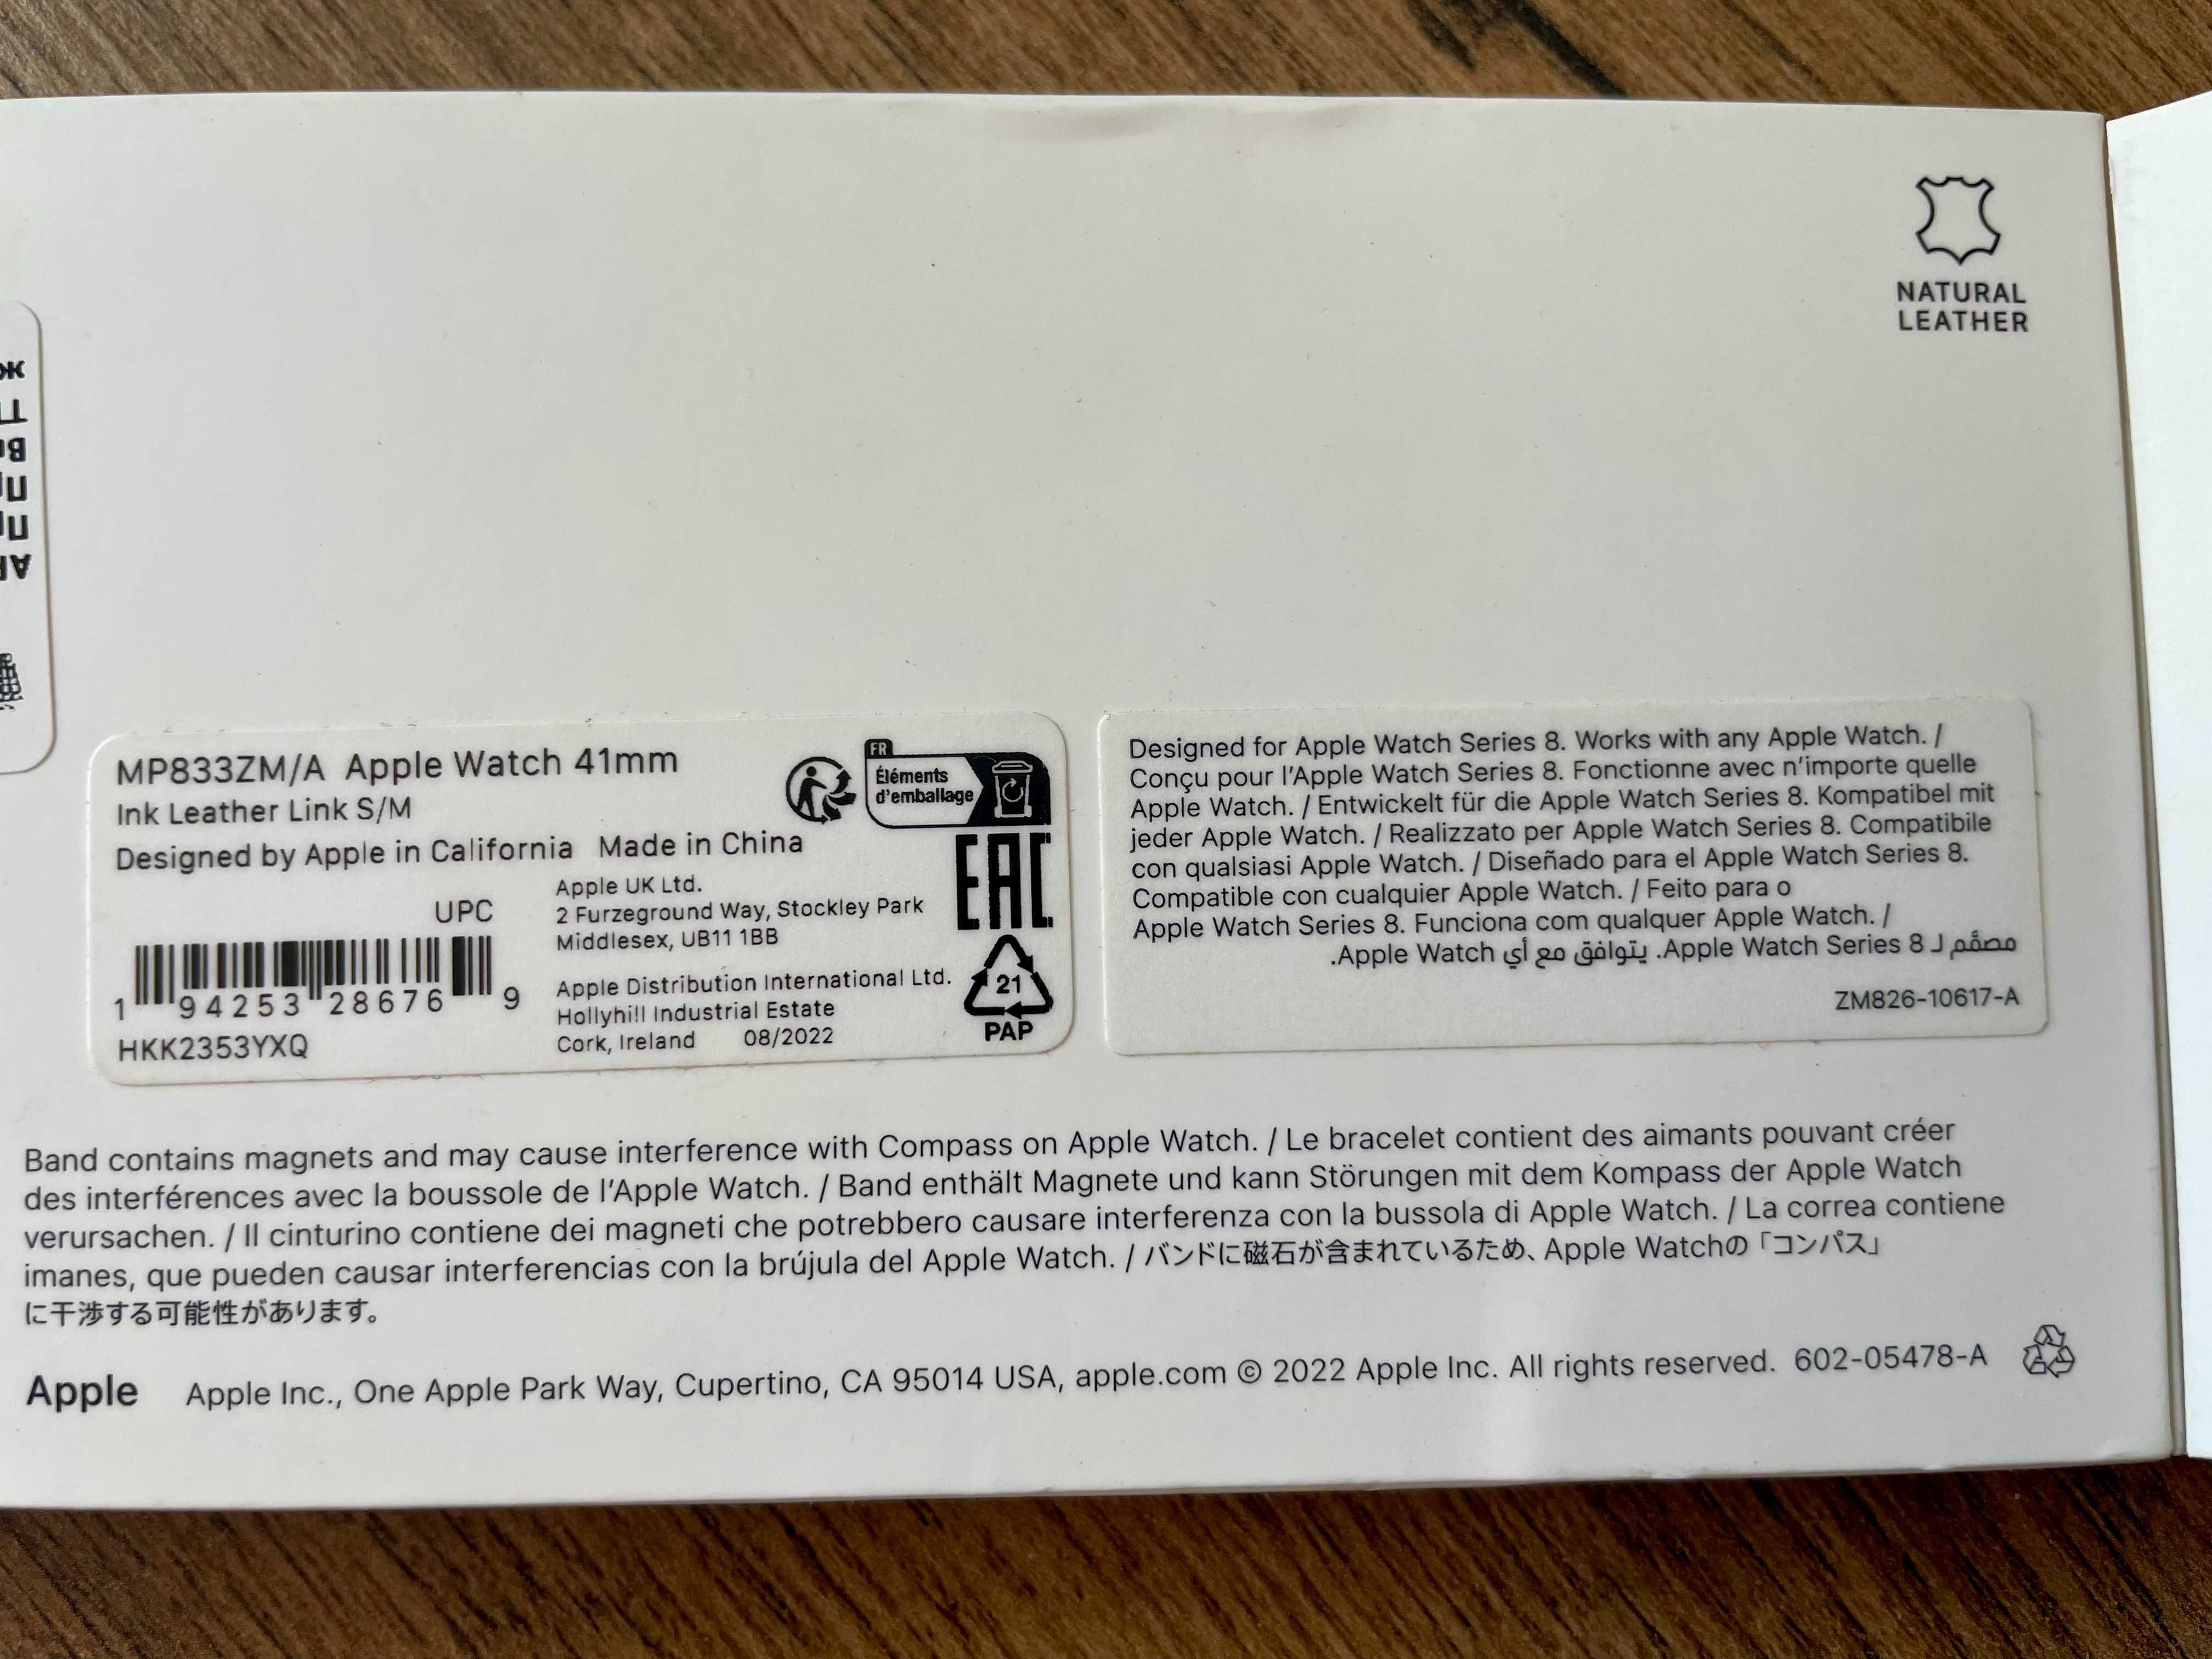 NATURAL
LEATHER
MP833ZM/A Apple Watch 41mm
Ink Leather Link S/M
Designed by Apple in California Made in China
UPC
1 94253 28676 9
HKK2353YXQ
Apple UK Ltd.
2 Furzeground Way, Stockley Park
Middlesex, UB11 1BB
Apple Distribution International Ltd.
Hollyhill Industrial Estate
Cork, Ireland 08/2022
FR
Éléments
d'emballage
EAC
21
PAP
Designed for Apple Watch Series 8. Works with any Apple Watch. /
Conçu pour l'Apple Watch Series 8. Fonctionne avec n'importe quelle
Apple Watch. / Entwickelt für die Apple Watch Series 8. Kompatibel mit
jeder Apple Watch. / Realizzato per Apple Watch Series 8. Compatibile
con qualsiasi Apple Watch. / Diseñado para el Apple Watch Series 8.
Compatible con cualquier Apple Watch. / Feito para o
Apple Watch Series 8. Funciona com qualquer Apple Watch. /
مصمَّم لـ Apple Watch Series 8. يتوافق مع أي Apple Watch.
ZM826-10617-A
Band contains magnets and may cause interference with Compass on Apple Watch. / Le bracelet contient des aimants pouvant créer
des interférences avec la boussole de l'Apple Watch. / Band enthält Magnete und kann Störungen mit dem Kompass der Apple Watch
verursachen. / Il cinturino contiene dei magneti che potrebbero causare interferenza con la bussola di Apple Watch. / La correa contiene
imanes, que pueden causar interferencias con la brújula del Apple Watch. / バンドに磁石が含まれているため、Apple Watchの「コンパス」
に干渉する可能性があります。
Apple Apple Inc., One Apple Park Way, Cupertino, CA 95014 USA, apple.com © 2022 Apple Inc. All rights reserved. 602-05478-A